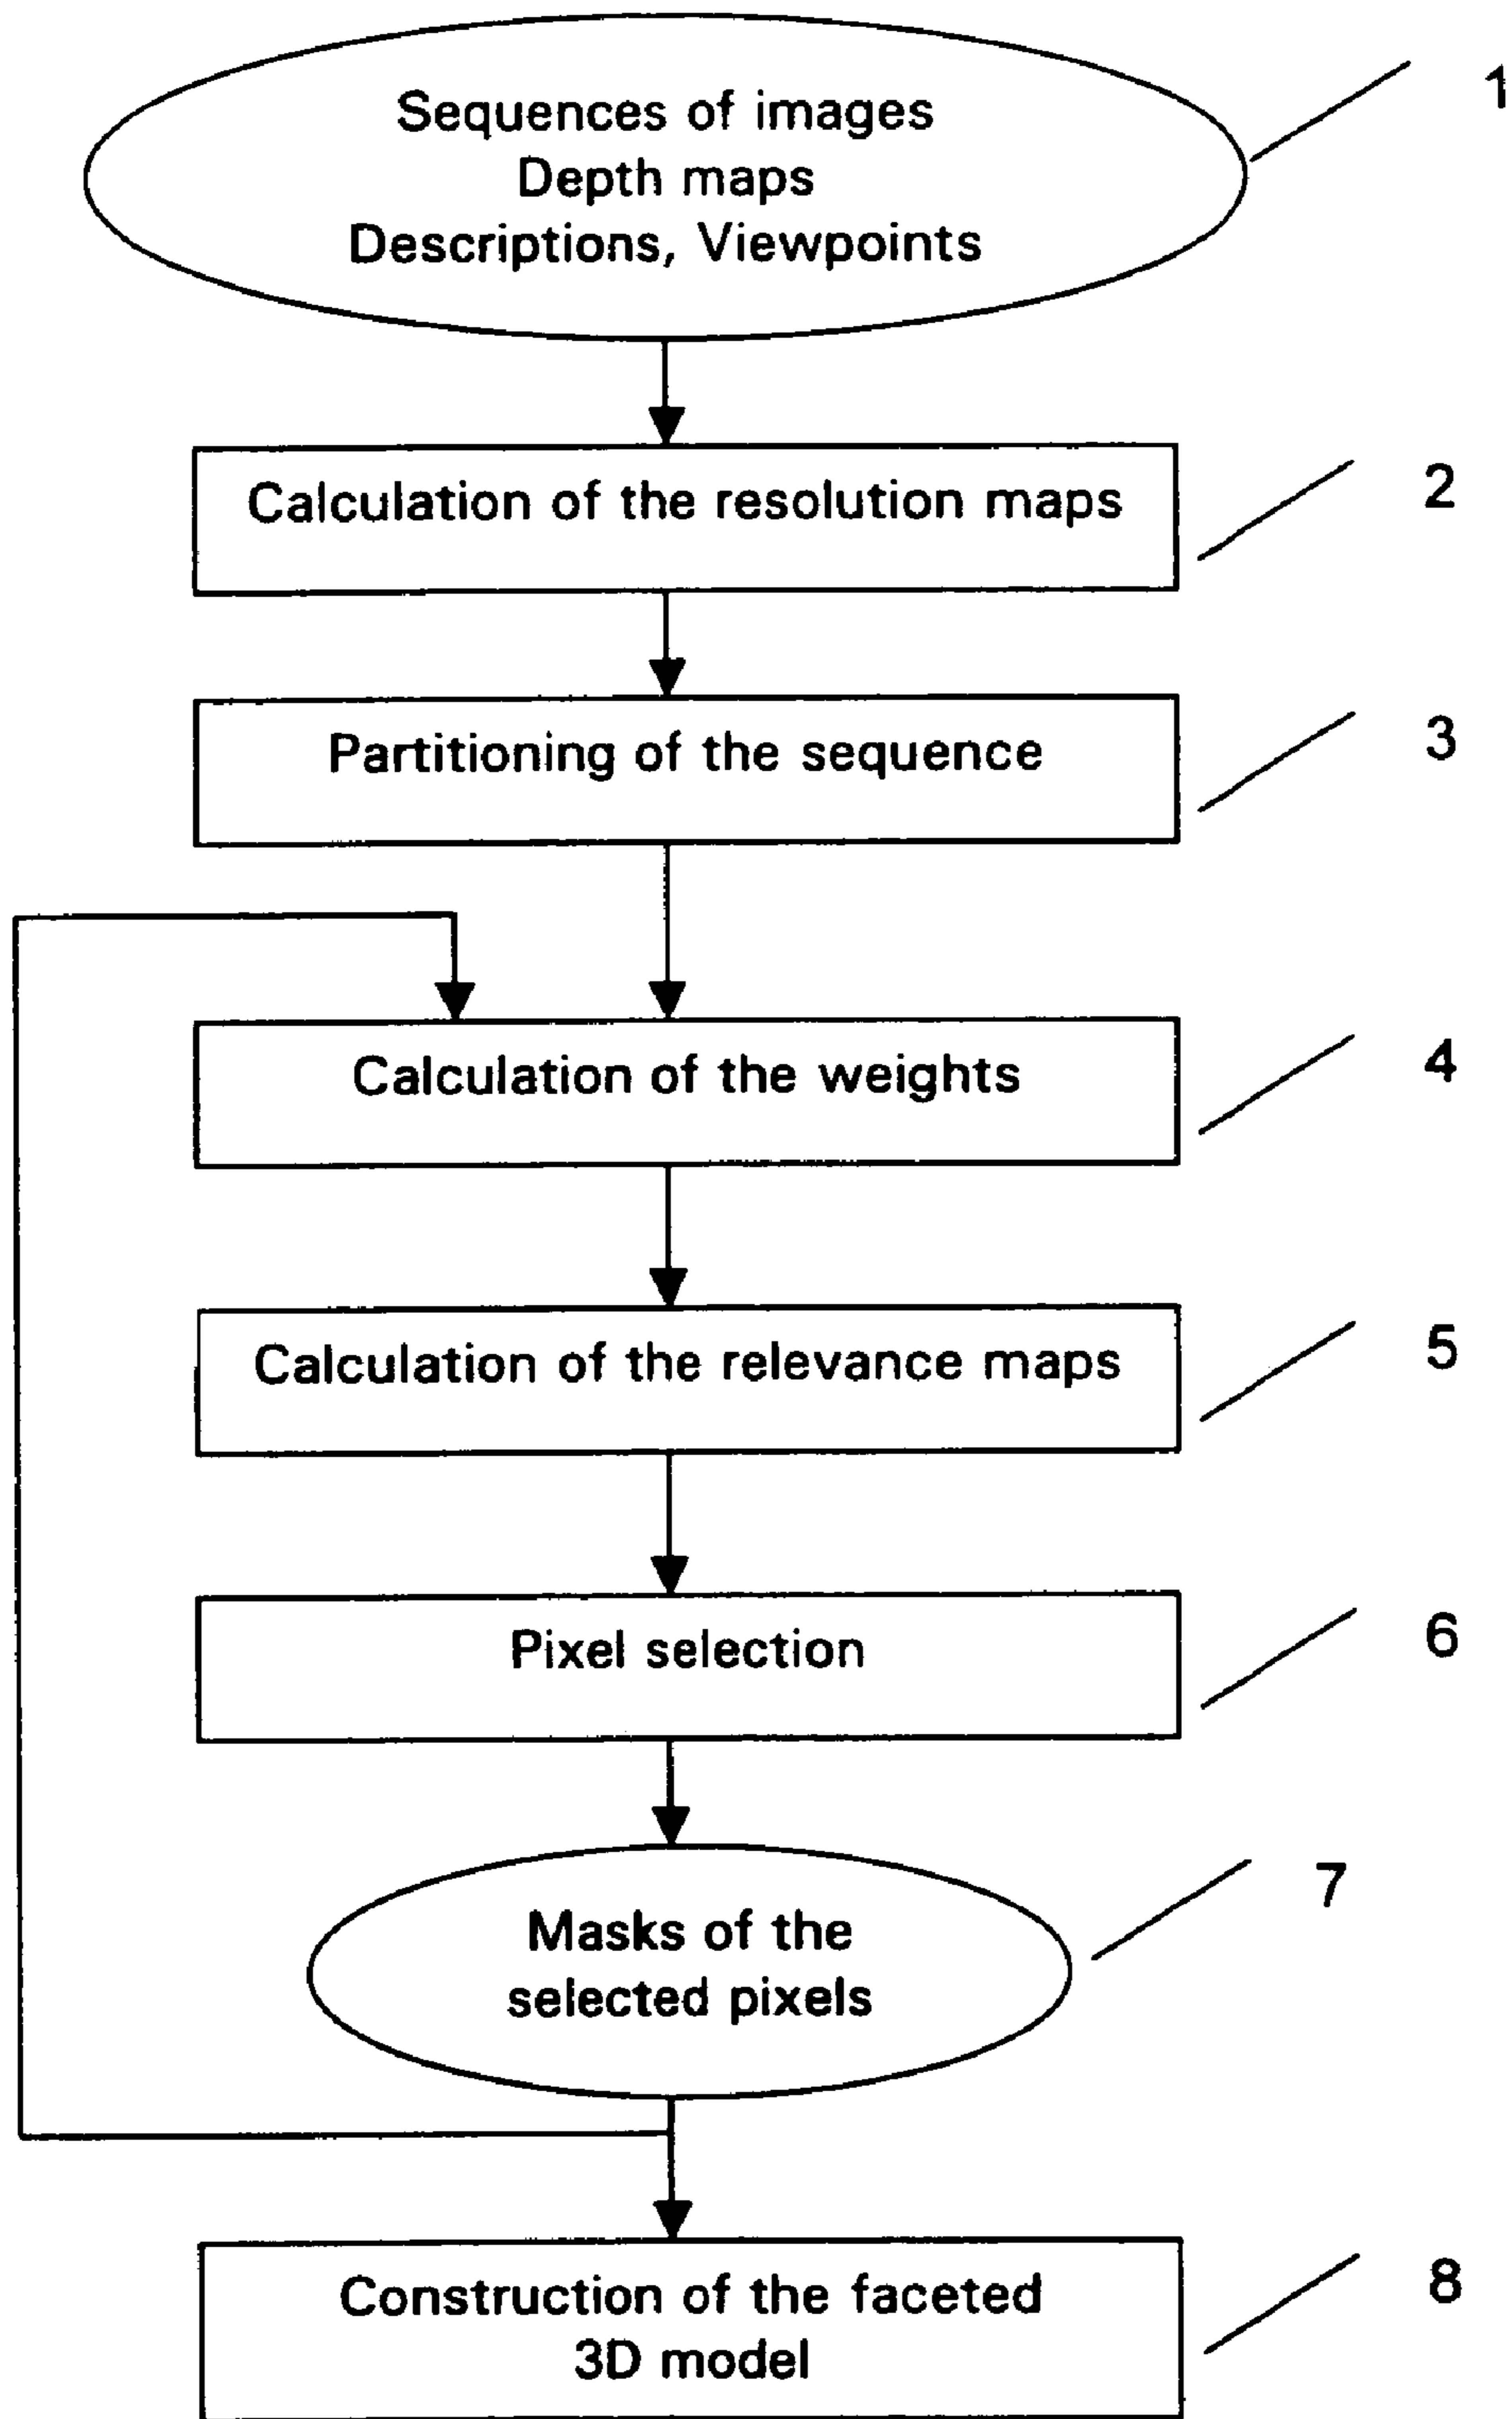 Sequences of images
Depth maps
Descriptions, Viewpoints
1
Calculation of the resolution maps
2
Partitioning of the sequence
3
Calculation of the weights
4
Calculation of the relevance maps
5
Pixel selection
6
Masks of the
selected pixels
7
Construction of the faceted
3D model
8